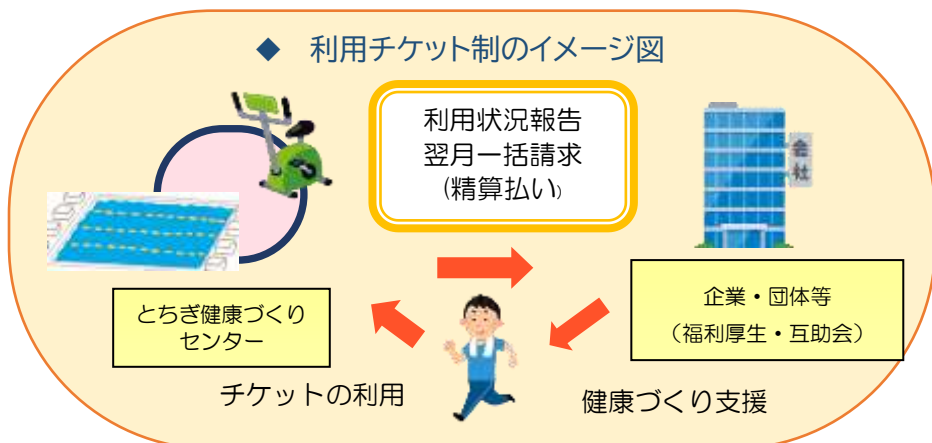 ◆ 利用チケット制のイメージ図
利用状況報告
翌月一括請求
(精算払い)
会社
とちぎ健康づくり
センター
企業・団体等
(福利厚生・互助会)
チケットの利用
健康づくり支援